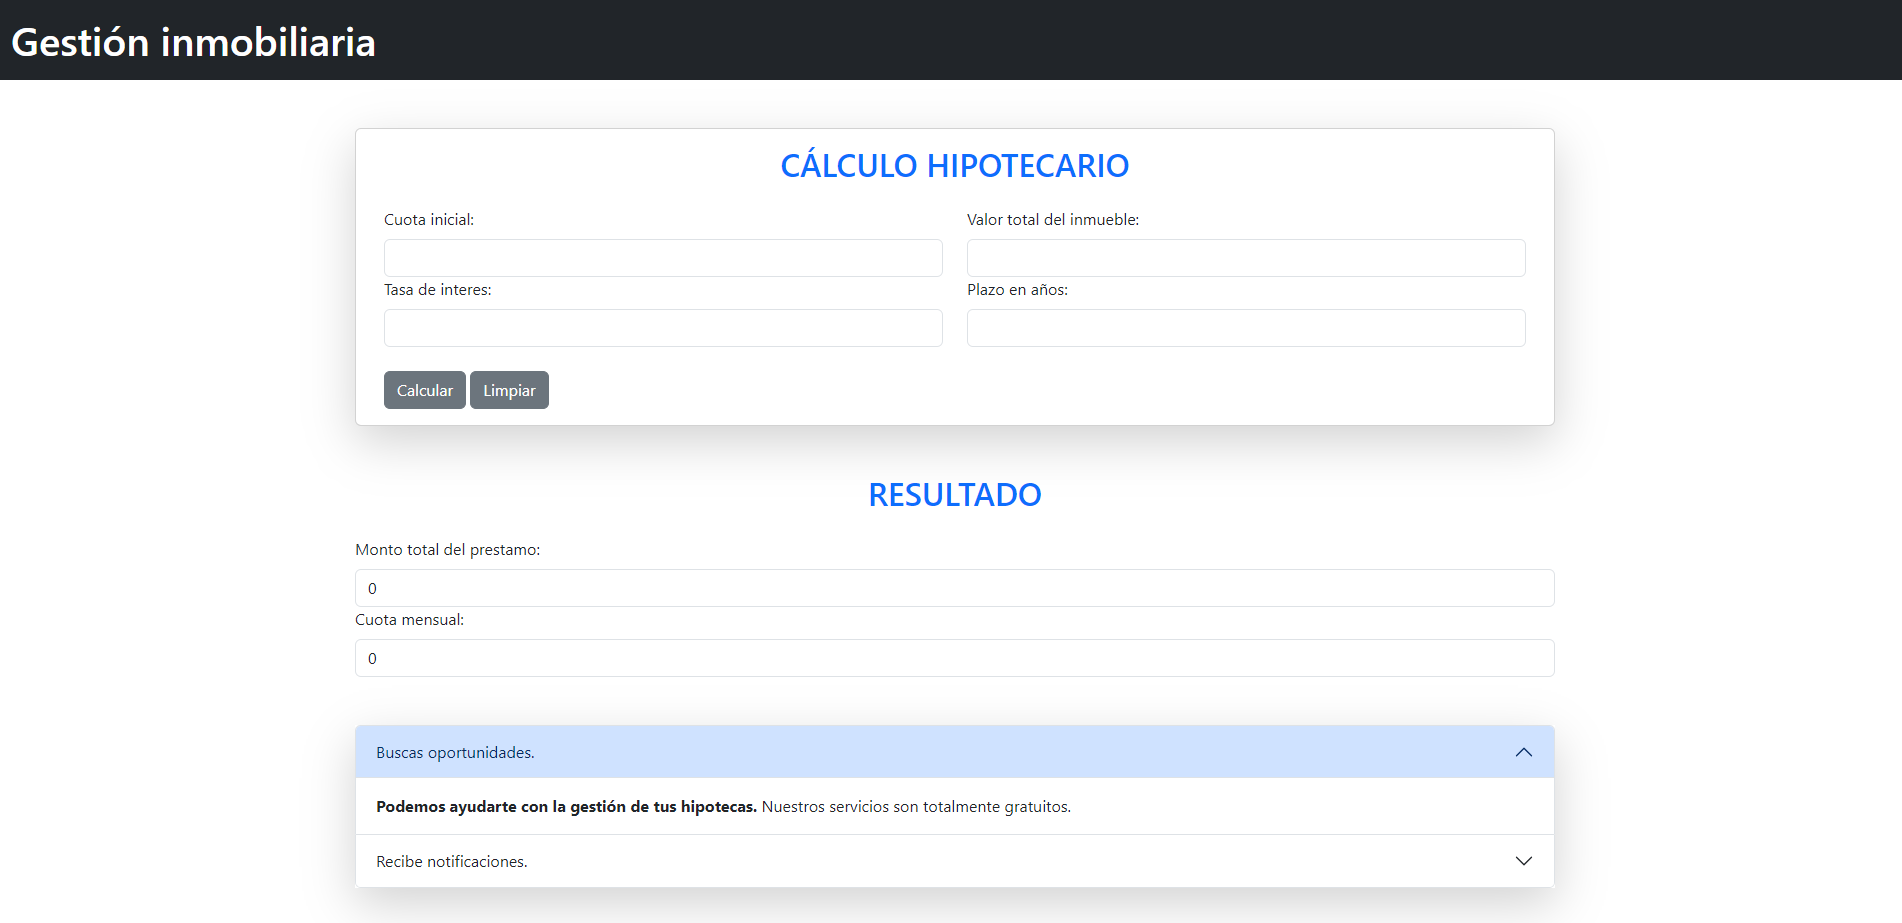 Gestión inmobiliaria
CÁLCULO HIPOTECARIO
Cuota inicial:
Valor total del inmueble:
Tasa de interes:
Plazo en años:
Calcular
Limpiar
RESULTADO
Monto total del prestamo:
0
Cuota mensual:
0
Buscas oportunidades.
Podemos ayudarte con la gestión de tus hipotecas. Nuestros servicios son totalmente gratuitos.
Recibe notificaciones.